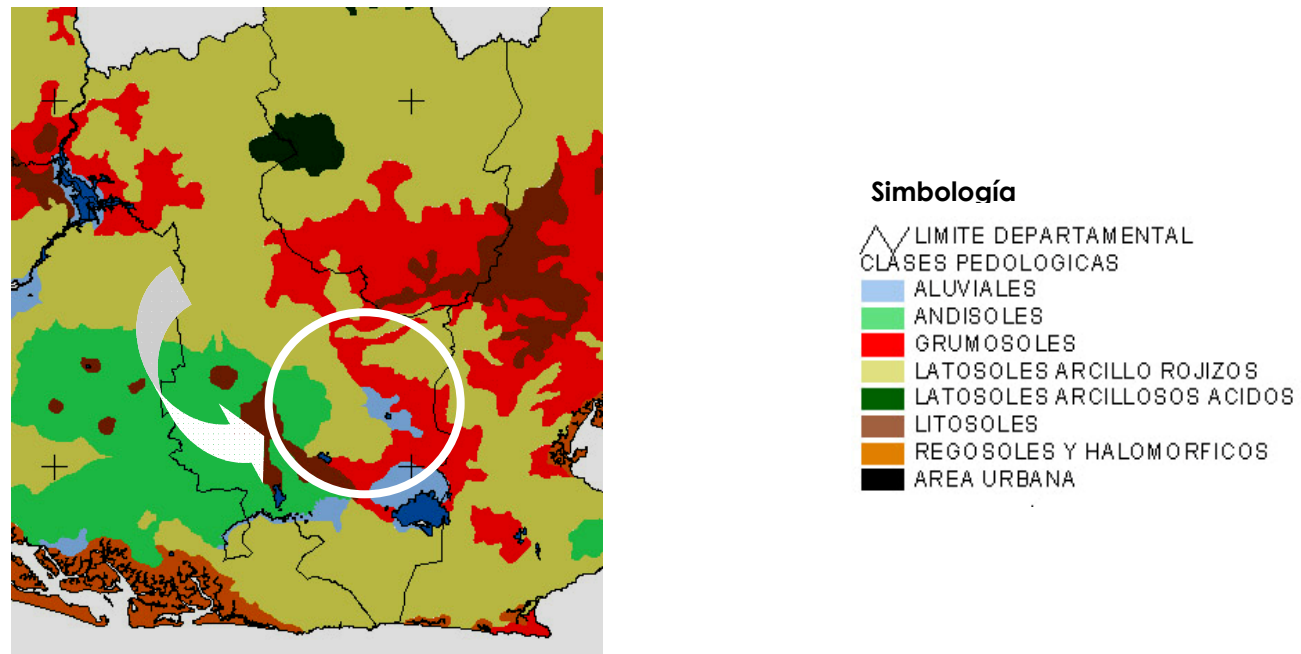 Simbología
LIMITE DEPARTAMENTAL
CLASES PEDOLOGICAS
ALUVIALES
ANDISOLES
GRUMOSOLES
LATOSOLES ARCILLO ROJIZOS
LATOSOLES ARCILLOSOS ACIDOS
LITOSOLES
REGOSOLES Y HALOMORFICOS
AREA URBANA